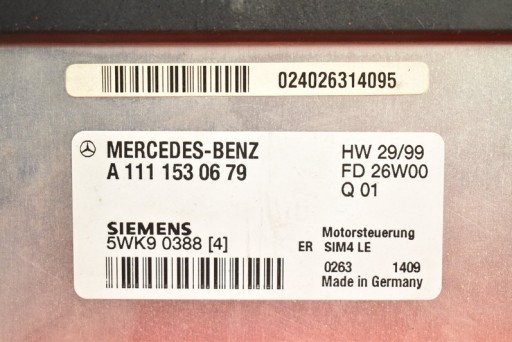 024026314095
MERCEDES-BENZ HW 29/99
A 111 153 06 79 FD 26W00
Q 01
SIEMENS Motorsteuerung
5WK9 0388 [4] ER SIM4 LE
0263 1409
Made in Germany